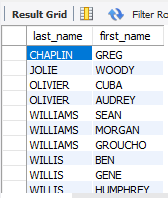 Result Grid Filter Ro
last_name first_name
CHAPLIN GREG
JOLIE WOODY
OLIVIER CUBA
OLIVIER AUDREY
WILLIAMS SEAN
WILLIAMS MORGAN
WILLIAMS GROUCHO
WILLIS BEN
WILLIS GENE
WILLIS HUMPHREY